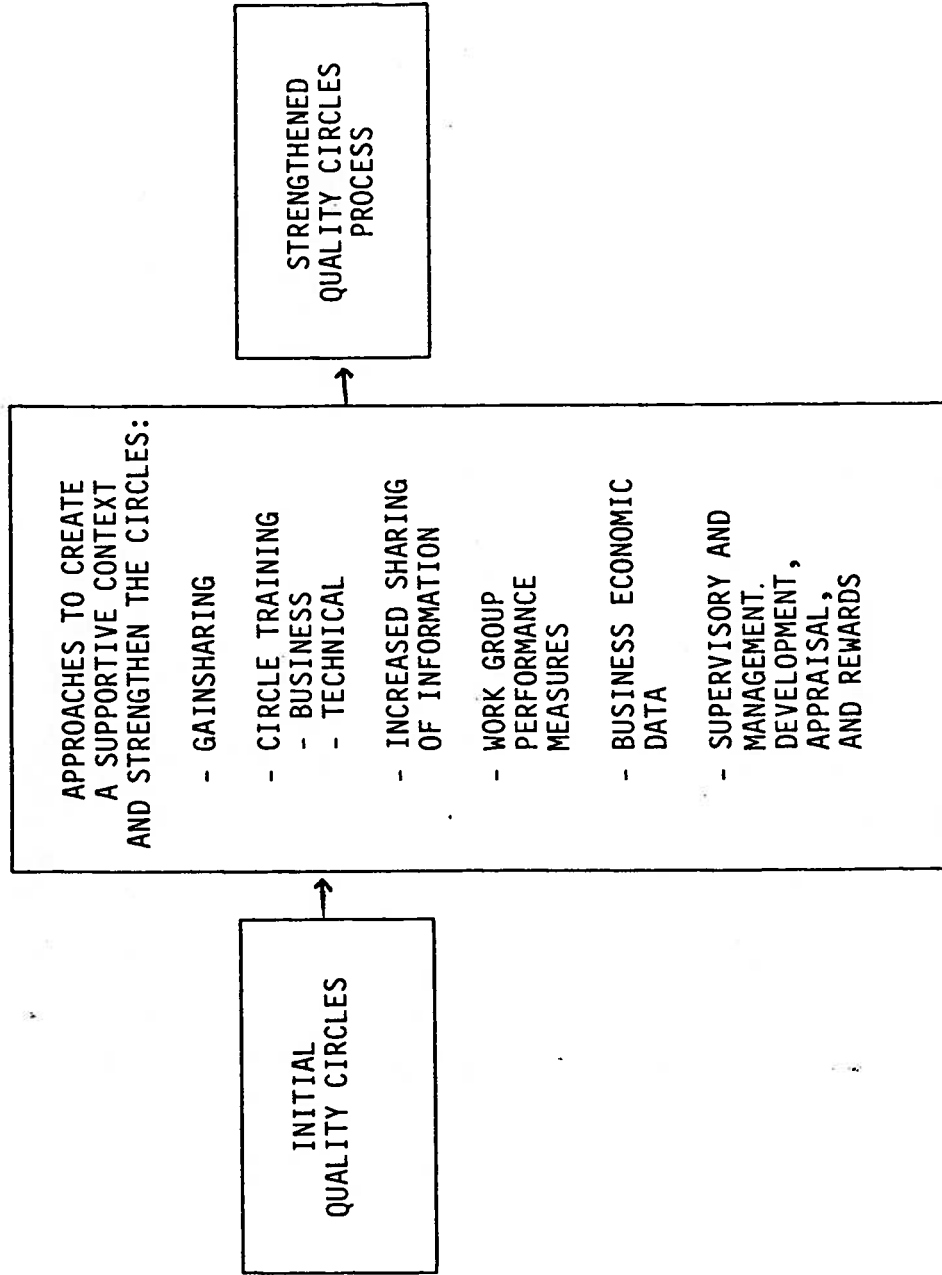 INITIAL
QUALITY CIRCLES
APPROACHES TO CREATE
A SUPPORTIVE CONTEXT
AND STRENGTHEN THE CIRCLES:
- GAINSHARING
- CIRCLE TRAINING
- BUSINESS
- TECHNICAL
- INCREASED SHARING
OF INFORMATION
- WORK GROUP
PERFORMANCE
MEASURES
- BUSINESS ECONOMIC
DATA
- SUPERVISORY AND
MANAGEMENT.
DEVELOPMENT,
APPRAISAL,
AND REWARDS
STRENGTHENED
QUALITY CIRCLES
PROCESS